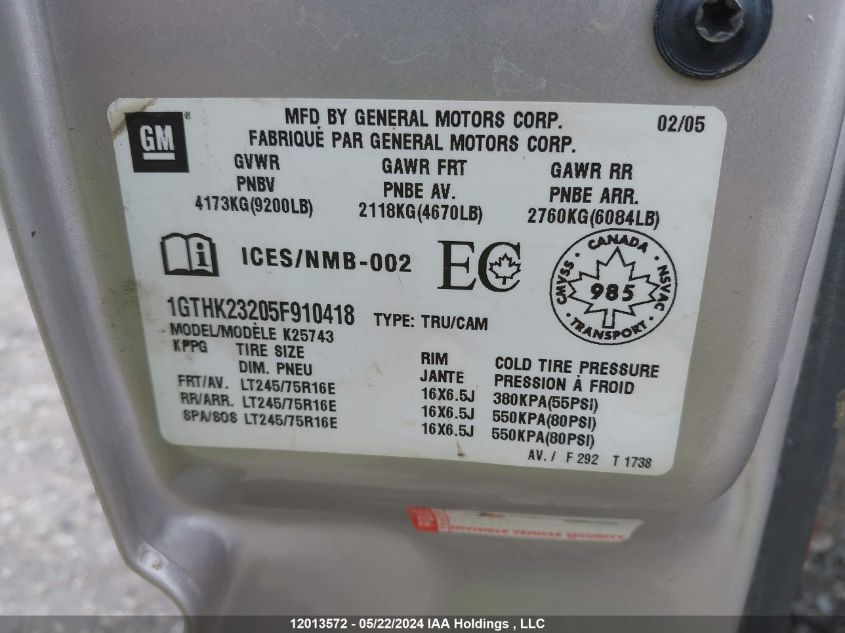 GM
MFD BY GENERAL MOTORS CORP. 02/05
FABRIQUÉ PAR GENERAL MOTORS CORP.
GVWR GAWR FRT GAWR RR
PNBV PNBE AV. PNBE ARR.
4173KG(9200LB) 2118KG(4670LB) 2760KG(6084LB)
i ICES/NMB-002 EC
CANADA
CMVSS 985 NSVAC
TRANSPORT
1GTHK23205F910418 TYPE: TRU/CAM
MODEL/MODÈLE K25743
KPPG TIRE SIZE RIM COLD TIRE PRESSURE
DIM. PNEU JANTE PRESSION À FROID
FRT/AV. LT245/75R16E 16X6.5J 380KPA(55PSI)
RR/ARR. LT245/75R16E 16X6.5J 550KPA(80PSI)
SPA/SOS LT245/75R16E 16X6.5J 550KPA(80PSI)
AV. / F 292 T 1738
VEHICLE SECURITY
12013572 - 05/22/2024 IAA Holdings , LLC